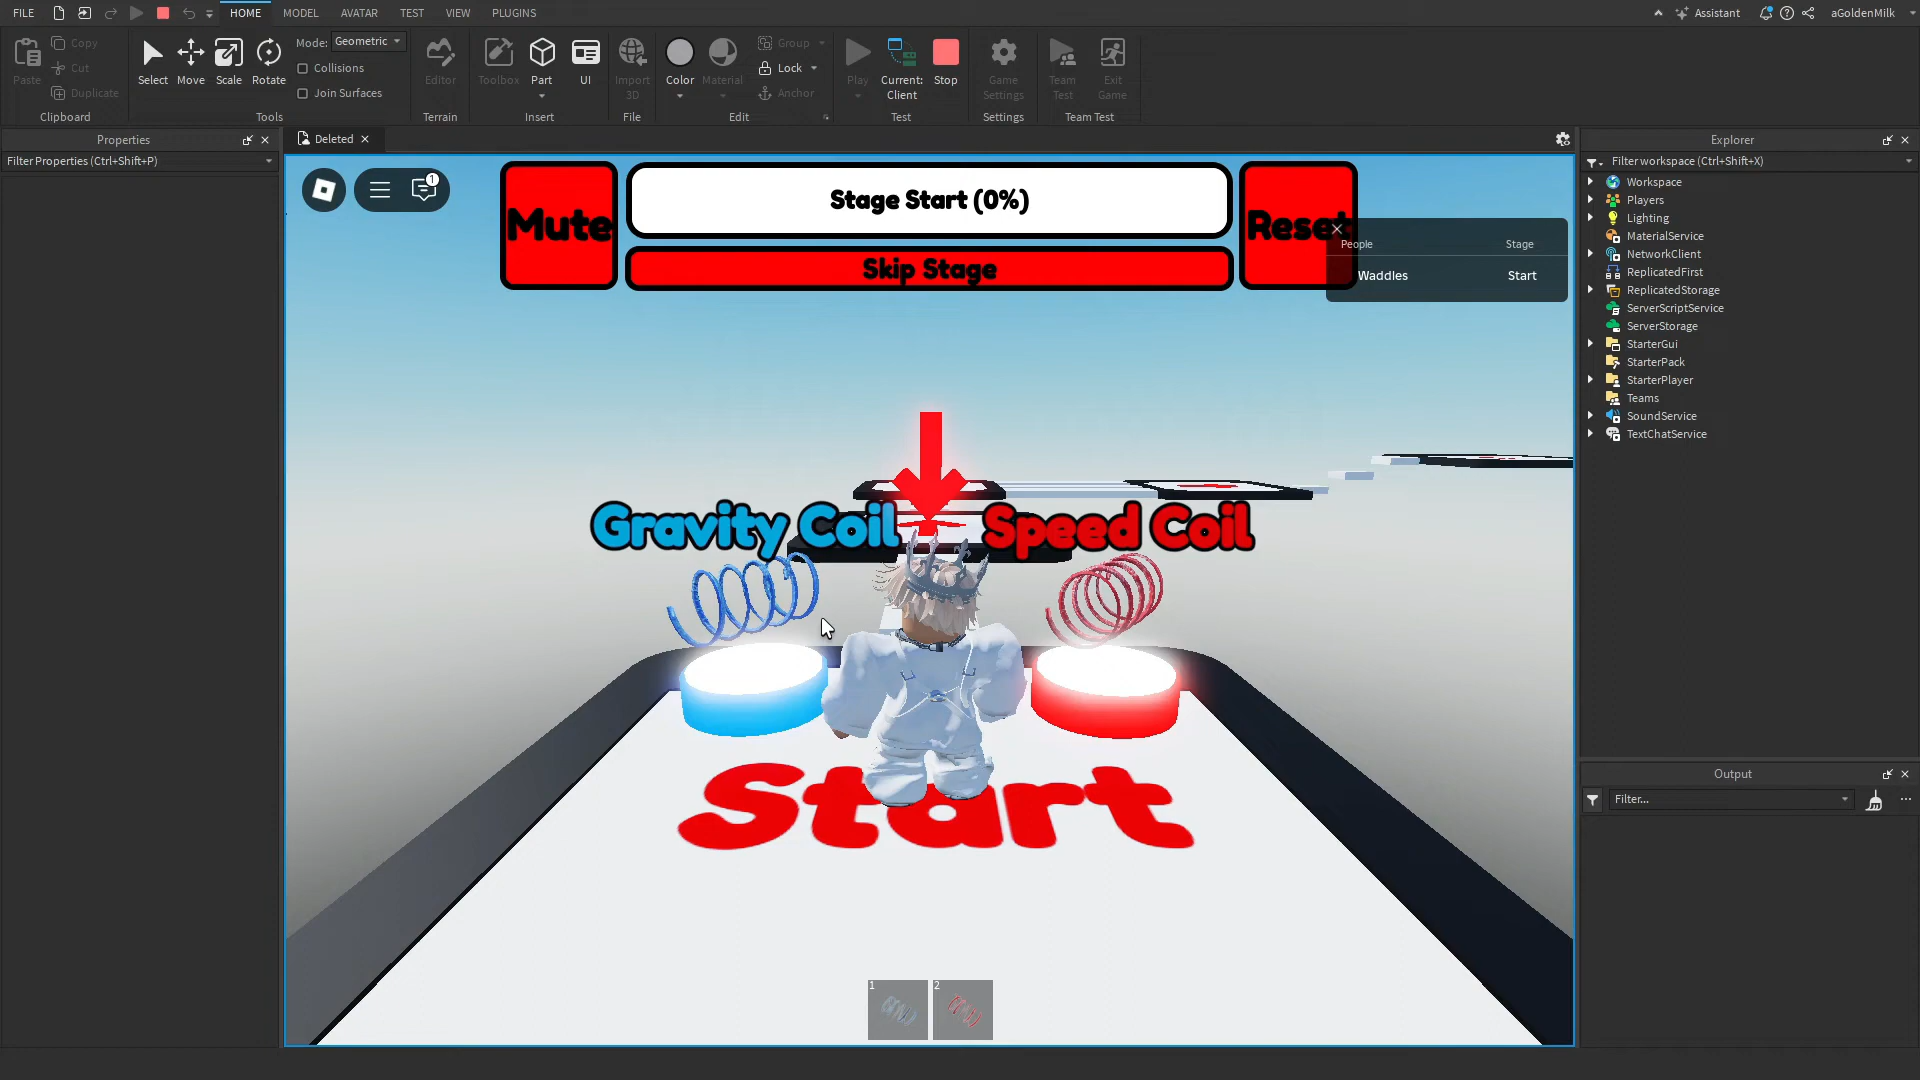 FILE
HOME
MODEL
AVATAR
TEST
VIEW
PLUGINS
Assistant
aGoldenMilk
Paste
Copy
Cut
Duplicate
Clipboard
Select
Move
Scale
Rotate
Mode:
Geometric
Collisions
Join Surfaces
Tools
Editor
Terrain
Toolbox
Part
UI
Insert
Import
3D
File
Color
Material
Group
Lock
Anchor
Edit
Play
Current:
Client
Stop
Test
Game
Settings
Settings
Team
Test
Exit
Game
Team Test
Properties
Filter Properties (Ctrl+Shift+P)
Deleted
1
Mute
Stage Start (0%)
Skip Stage
Reset
People
Stage
Waddles
Start
Gravity Coil
Speed Coil
Start
1
2
Explorer
Filter workspace (Ctrl+Shift+X)
Workspace
Players
Lighting
MaterialService
NetworkClient
ReplicatedFirst
ReplicatedStorage
ServerScriptService
ServerStorage
StarterGui
StarterPack
StarterPlayer
Teams
SoundService
TextChatService
Output
Filter...